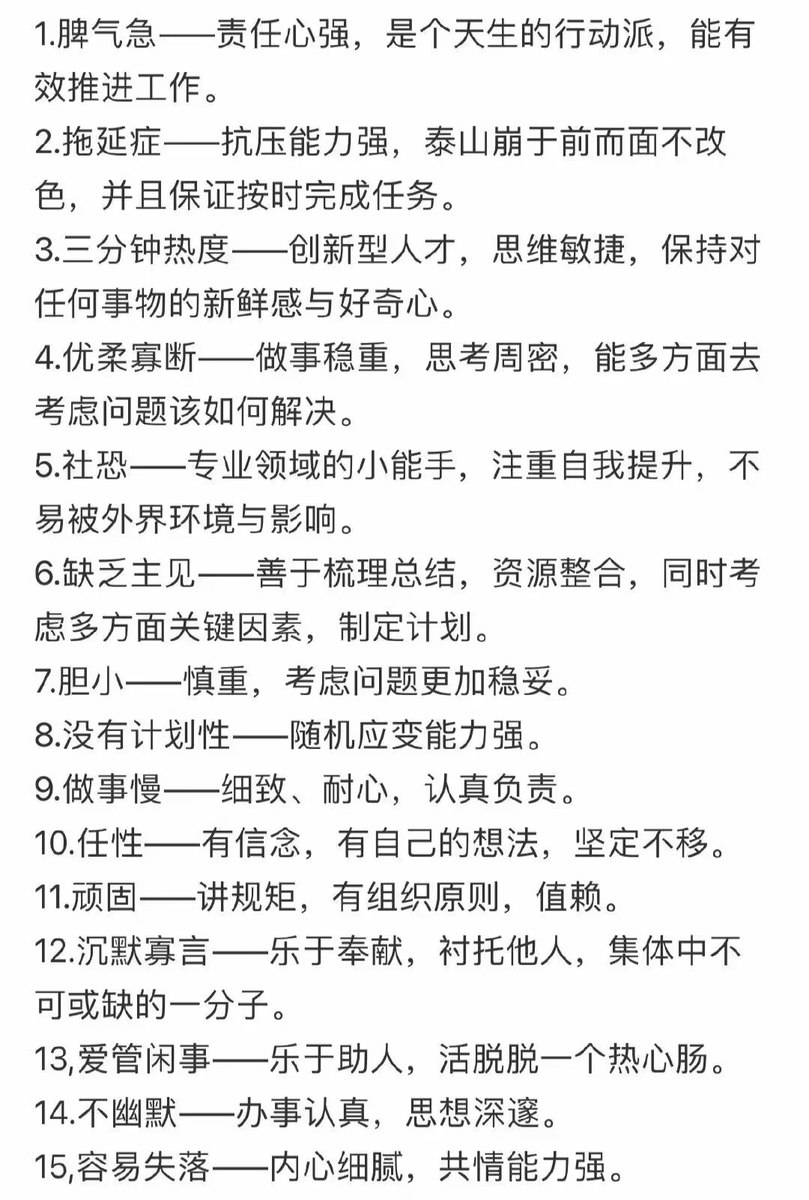 1.脾气急——责任心强，是个天生的行动派，能有
效推进工作。
2.拖延症——抗压能力强，泰山崩于前而面不改
色，并且保证按时完成任务。
3.三分钟热度——创新型人才，思维敏捷，保持对
任何事物的新鲜感与好奇心。
4.优柔寡断——做事稳重，思考周密，能多方面去
考虑问题该如何解决。
5.社恐——专业领域的小能手，注重自我提升，不
易被外界环境与影响。
6.缺乏主见——善于梳理总结，资源整合，同时考
虑多方面关键因素，制定计划。
7.胆小——慎重，考虑问题更加稳妥。
8.没有计划性——随机应变能力强。
9.做事慢——细致、耐心，认真负责。
10.任性——有信念，有自己的想法，坚定不移。
11.顽固——讲规矩，有组织原则，值赖。
12.沉默寡言——乐于奉献，衬托他人，集体中不
可或缺的一分子。
13,爱管闲事——乐于助人，活脱脱一个热心肠。
14.不幽默——办事认真，思想深邃。
15,容易失落——内心细腻，共情能力强。